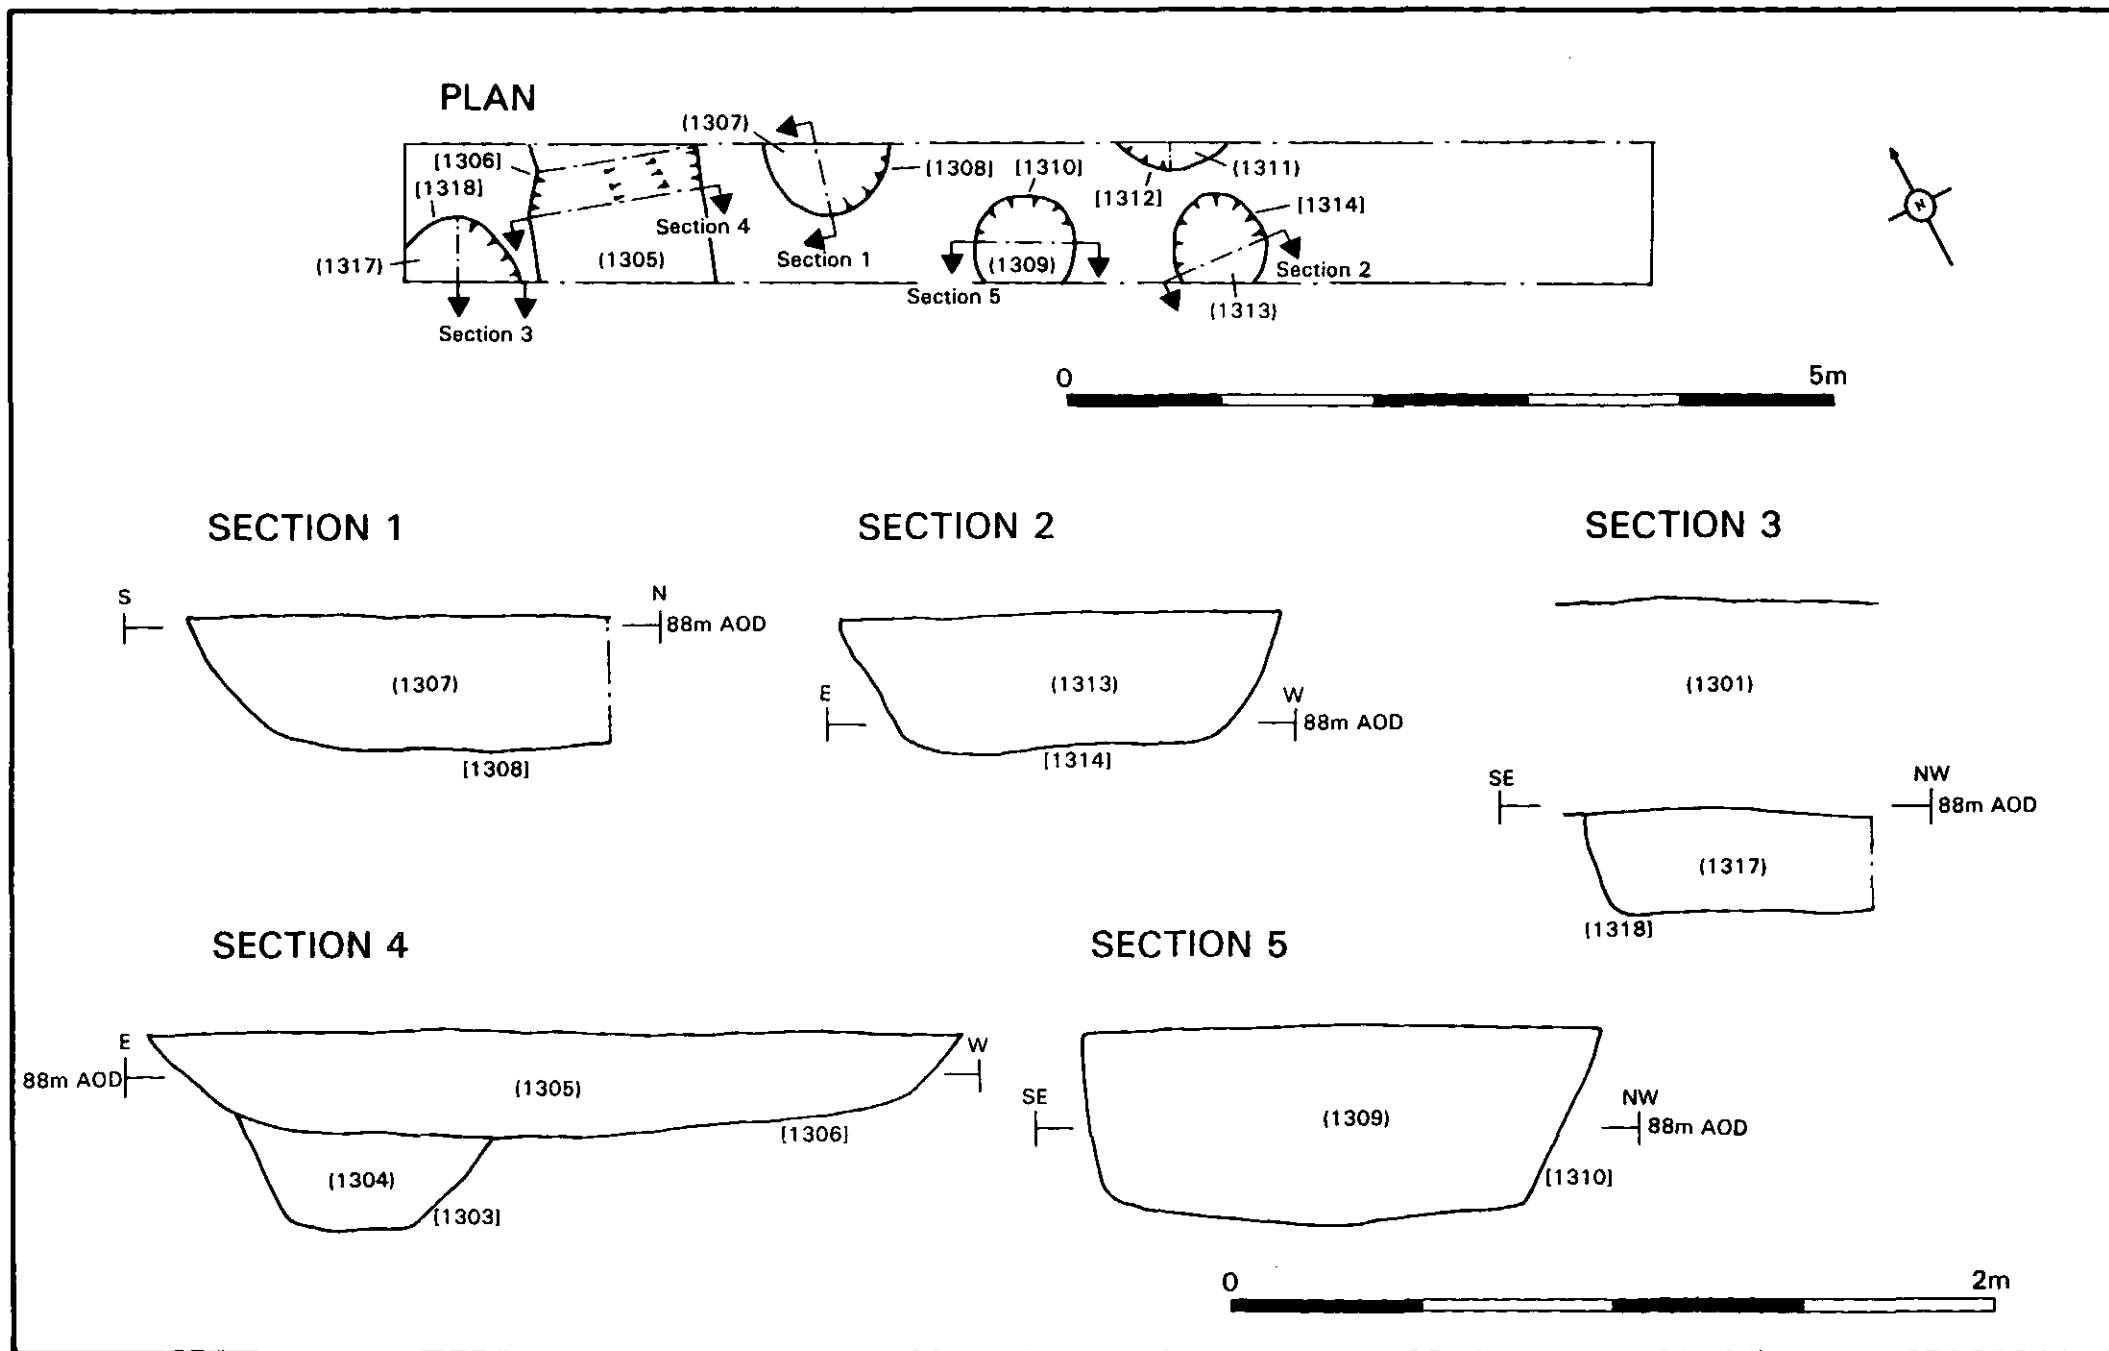 PLAN
(1307)
[1306]
[1318]
[1308]
[1310]
(1311)
[1312]
[1314]
Section 4
(1317)
(1305)
Section 1
(1309)
Section 2
Section 5
(1313)
Section 3
N
0 5m
SECTION 1
S N
88m AOD
(1307)
[1308]
SECTION 2
E W
88m AOD
(1313)
[1314]
SECTION 3
(1301)
SE NW
88m AOD
(1317)
[1318]
SECTION 4
E W
88m AOD
(1305)
[1306]
(1304)
[1303]
SECTION 5
SE NW
88m AOD
(1309)
[1310]
0 2m